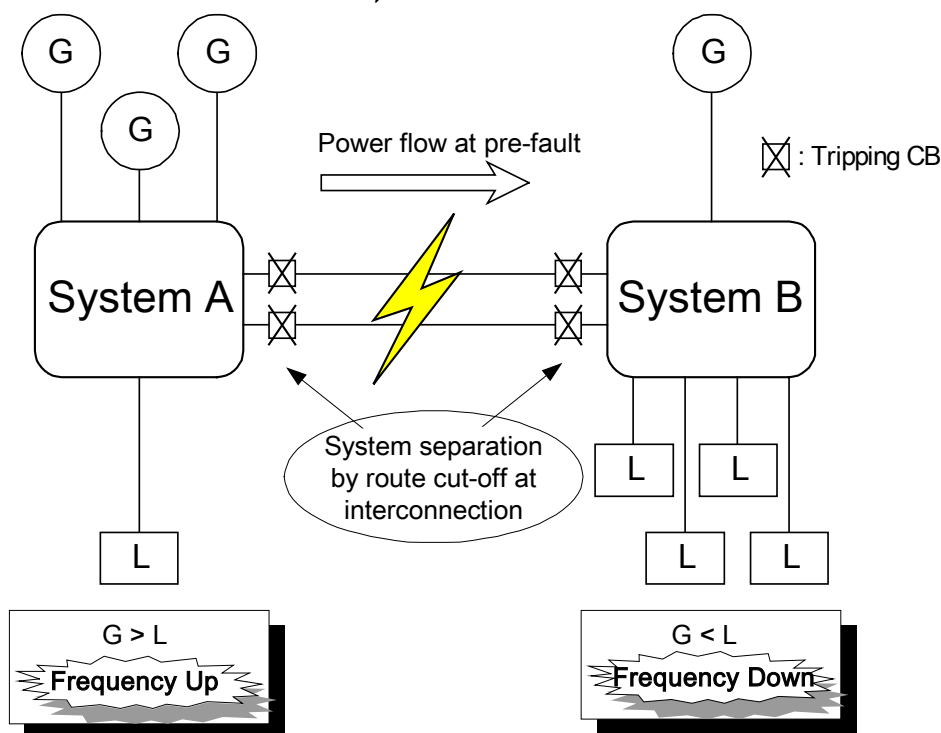 G
G
G
G
Power flow at pre-fault
: Tripping CB
System A
System B
System separation
by route cut-off at
interconnection
L
L
L
L
L
G > L
Frequency Up
G < L
Frequency Down